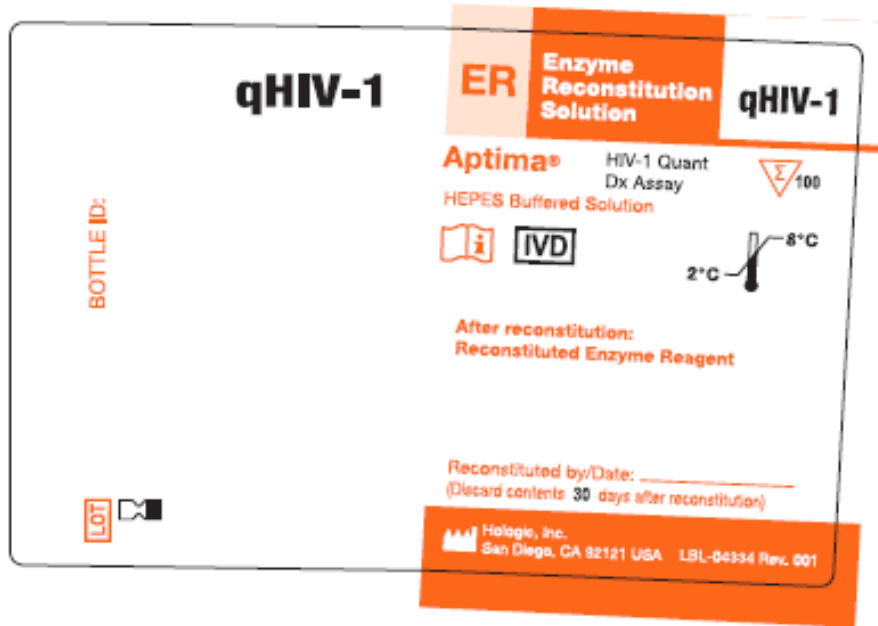 qHIV-1
BOTTLE ID:
LOT
ER
Enzyme
Reconstitution
Solution
qHIV-1
Aptima®
HIV-1 Quant
Dx Assay
Σ 100
HEPES Buffered Solution
i
IVD
8°C
2°C
After reconstitution:
Reconstituted Enzyme Reagent
Reconstituted by/Date: ____________
(Discard contents 30 days after reconstitution)
Hologic, Inc.
San Diego, CA 92121 USA LBL-04334 Rev. 001